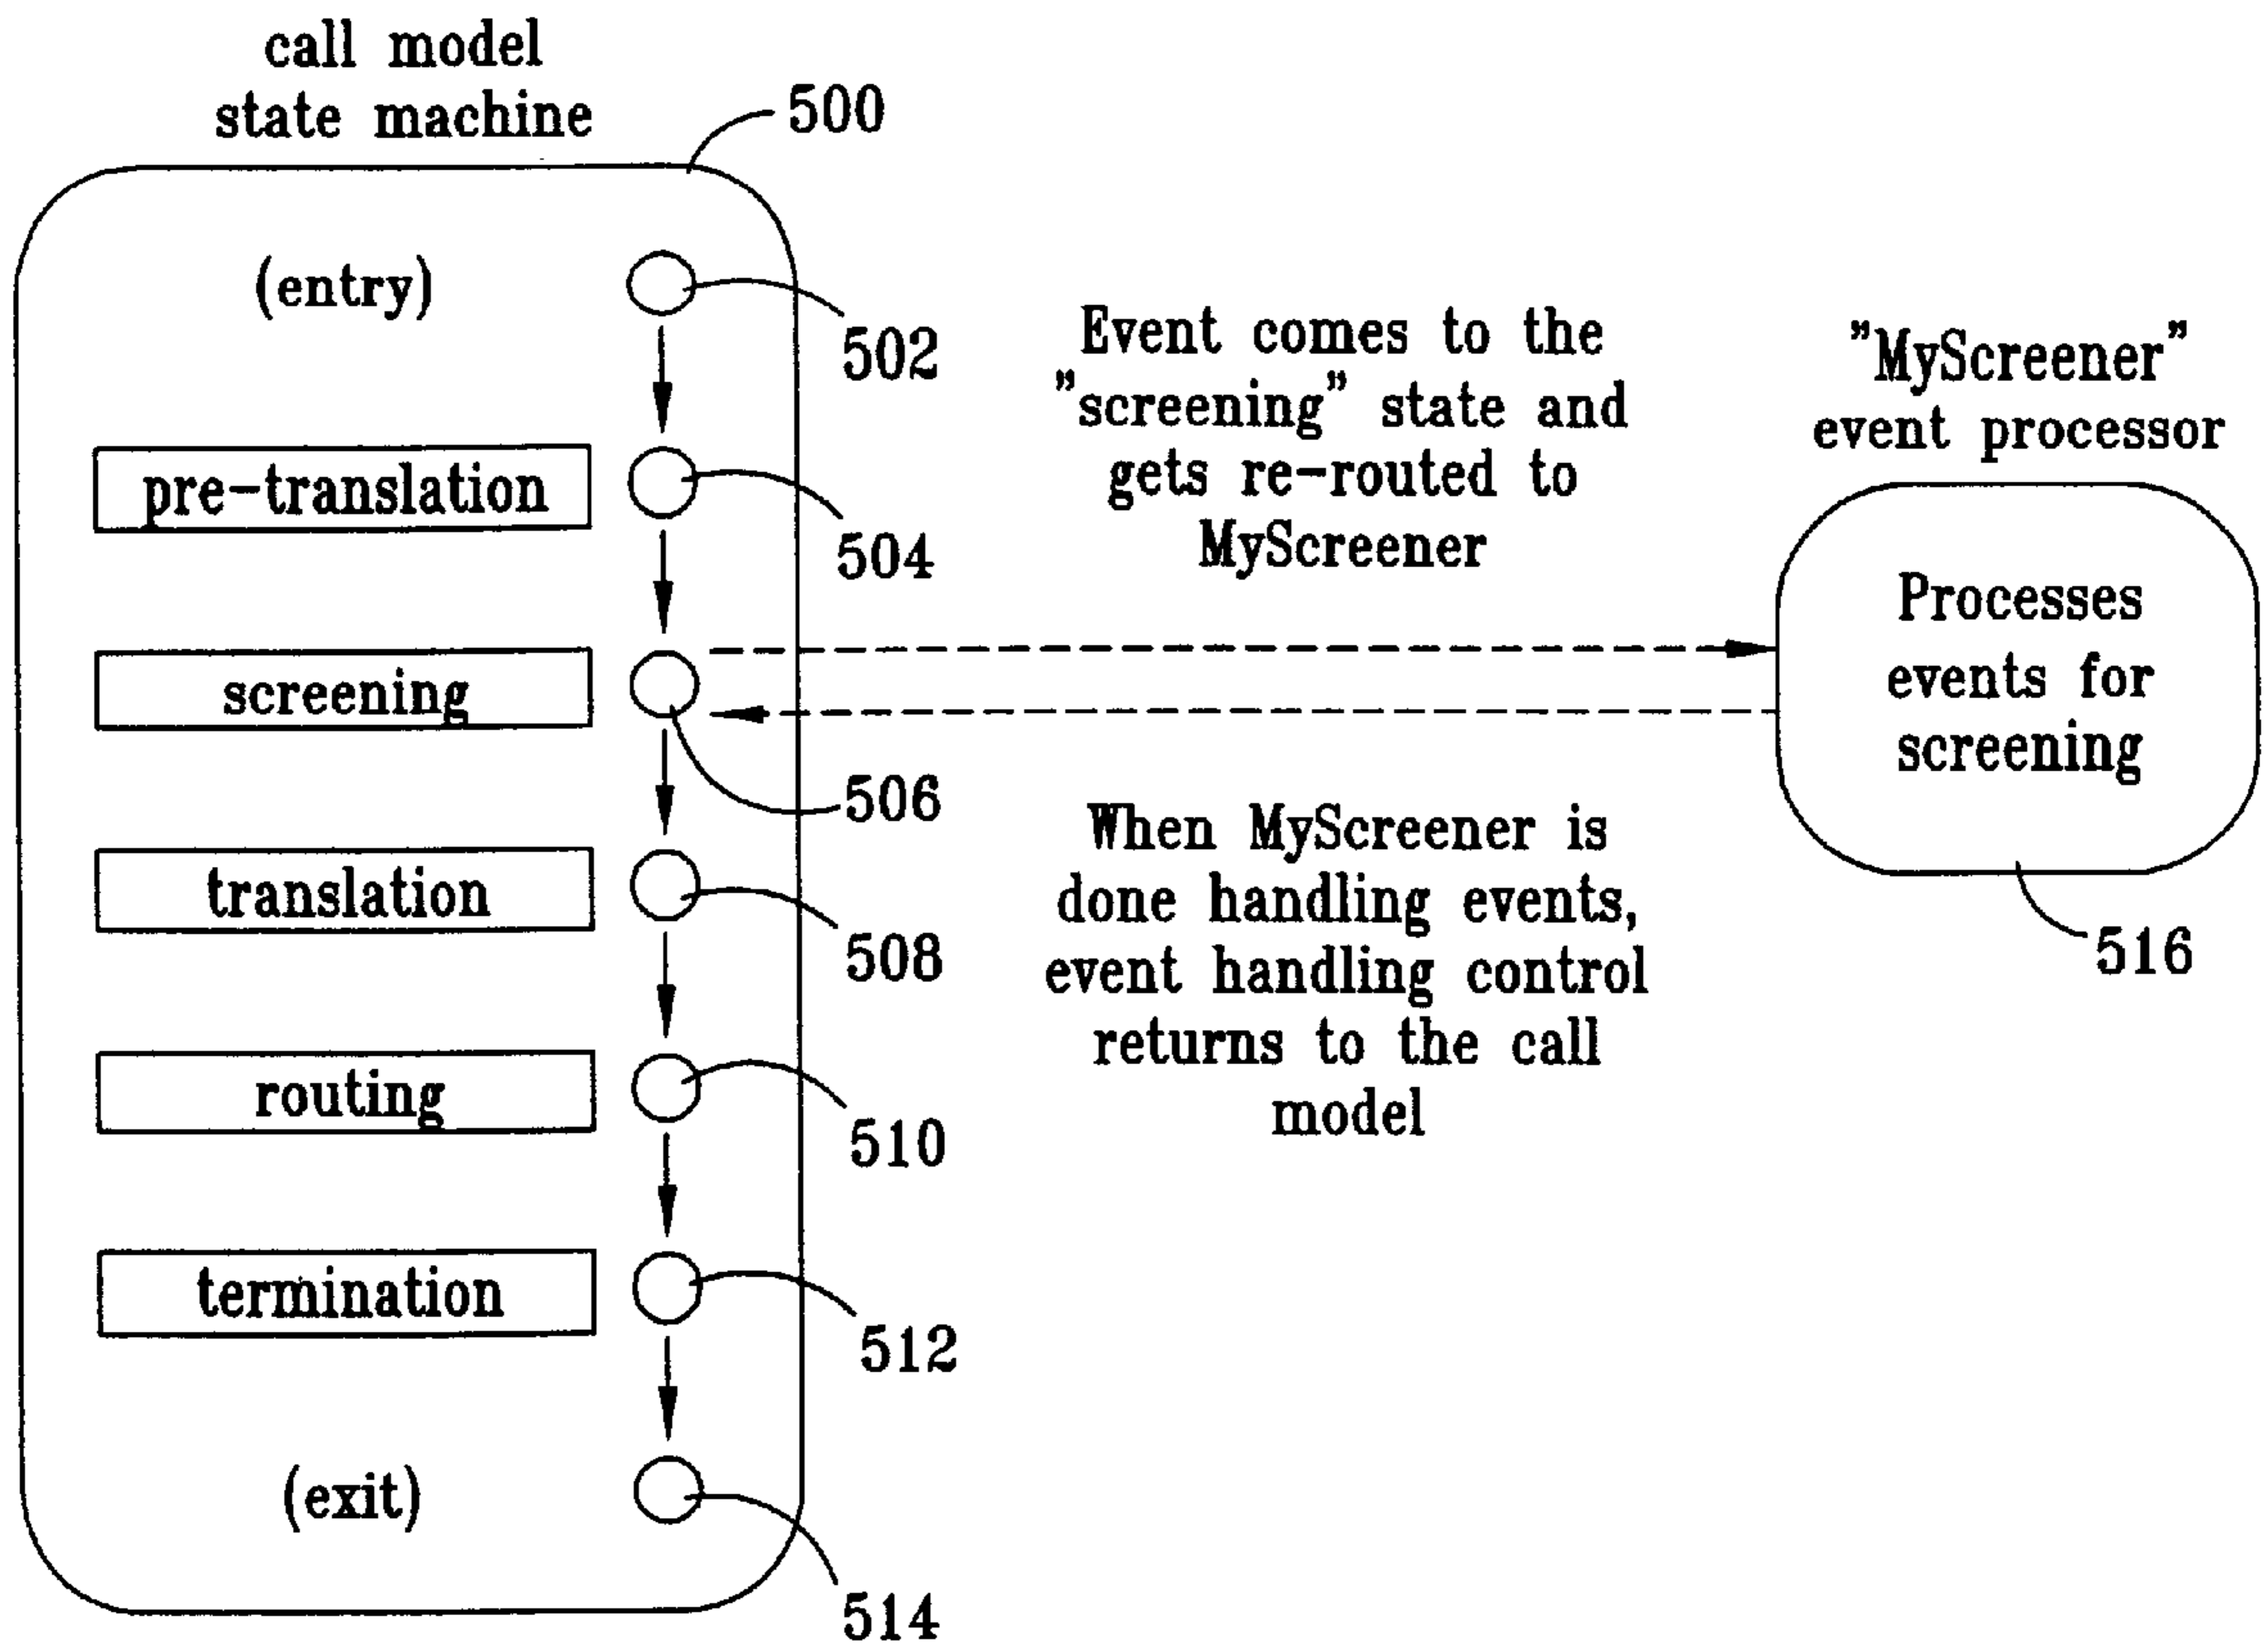 call model
state machine
500
(entry)
502
pre-translation
504
screening
506
translation
508
routing
510
termination
512
(exit)
514
Event comes to the
"screening" state and
gets re-routed to
MyScreener
When MyScreener is
done handling events,
event handling control
returns to the call
model
"MyScreener"
event processor
Processes
events for
screening
516